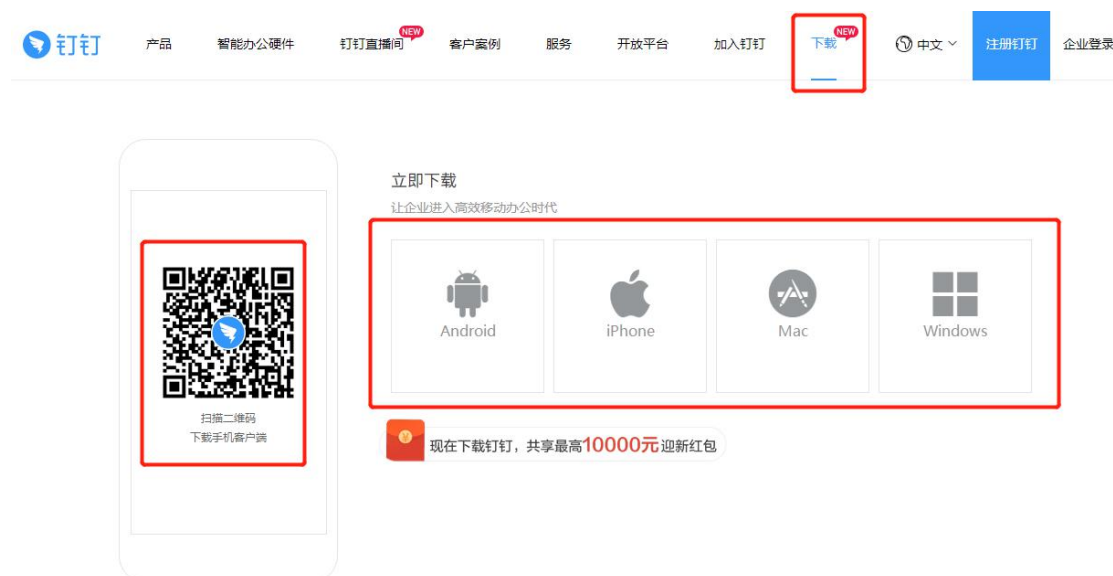 钉钉 产品 智能办公硬件 钉钉直播间 NEW 客户案例 服务 开放平台 加入钉钉 下载 NEW 中文 注册钉钉 企业登录
立即下载
让企业进入高效移动办公时代
Android iPhone Mac Windows
扫描二维码
下载手机客户端
现在下载钉钉，共享最高10000元迎新红包